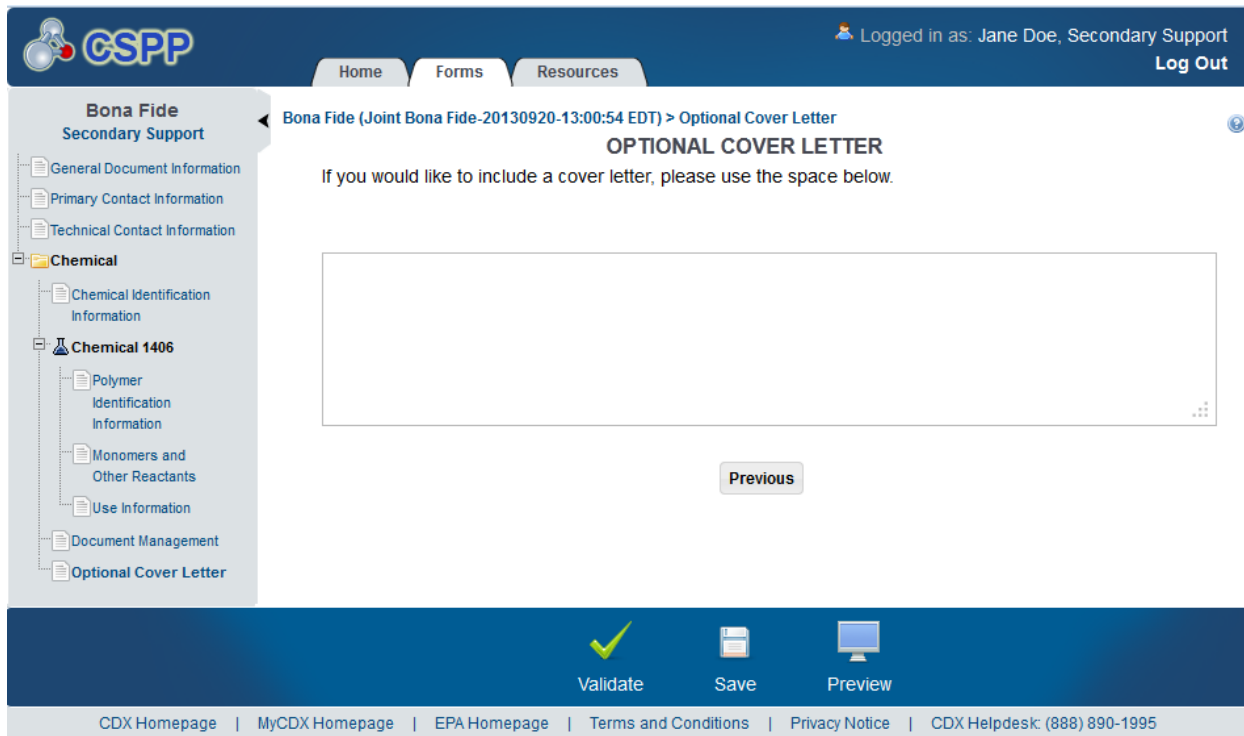 CSPP
Logged in as: Jane Doe, Secondary Support
Log Out
Home Forms Resources
Bona Fide
Secondary Support
General Document Information
Primary Contact Information
Technical Contact Information
Chemical
Chemical Identification
Information
Chemical 1406
Polymer
Identification
Information
Monomers and
Other Reactants
Use Information
Document Management
Optional Cover Letter
Bona Fide (Joint Bona Fide-20130920-13:00:54 EDT) > Optional Cover Letter
OPTIONAL COVER LETTER
If you would like to include a cover letter, please use the space below.
Previous
Validate Save Preview
CDX Homepage | MyCDX Homepage | EPA Homepage | Terms and Conditions | Privacy Notice | CDX Helpdesk: (888) 890-1995